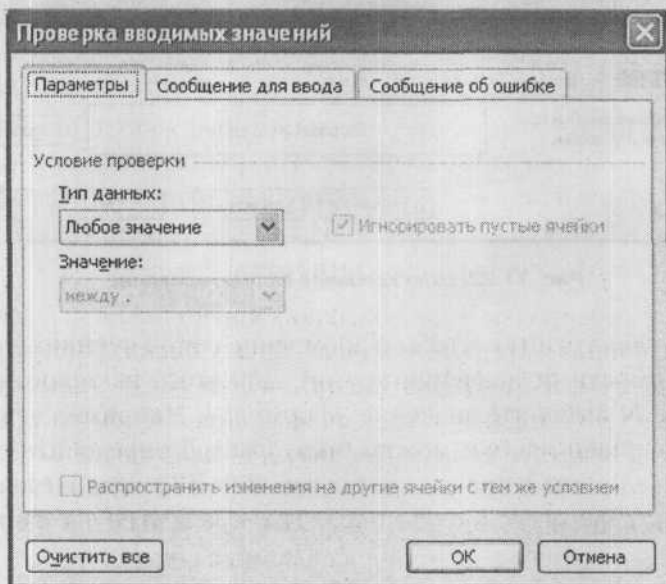 Проверка вводимых значений
Параметры
Сообщение для ввода
Сообщение об ошибке
Условие проверки
Тип данных:
Любое значение
Игнорировать пустые ячейки
Значение:
между
Распространить изменения на другие ячейки с тем же условием
Очистить все
ОК
Отмена